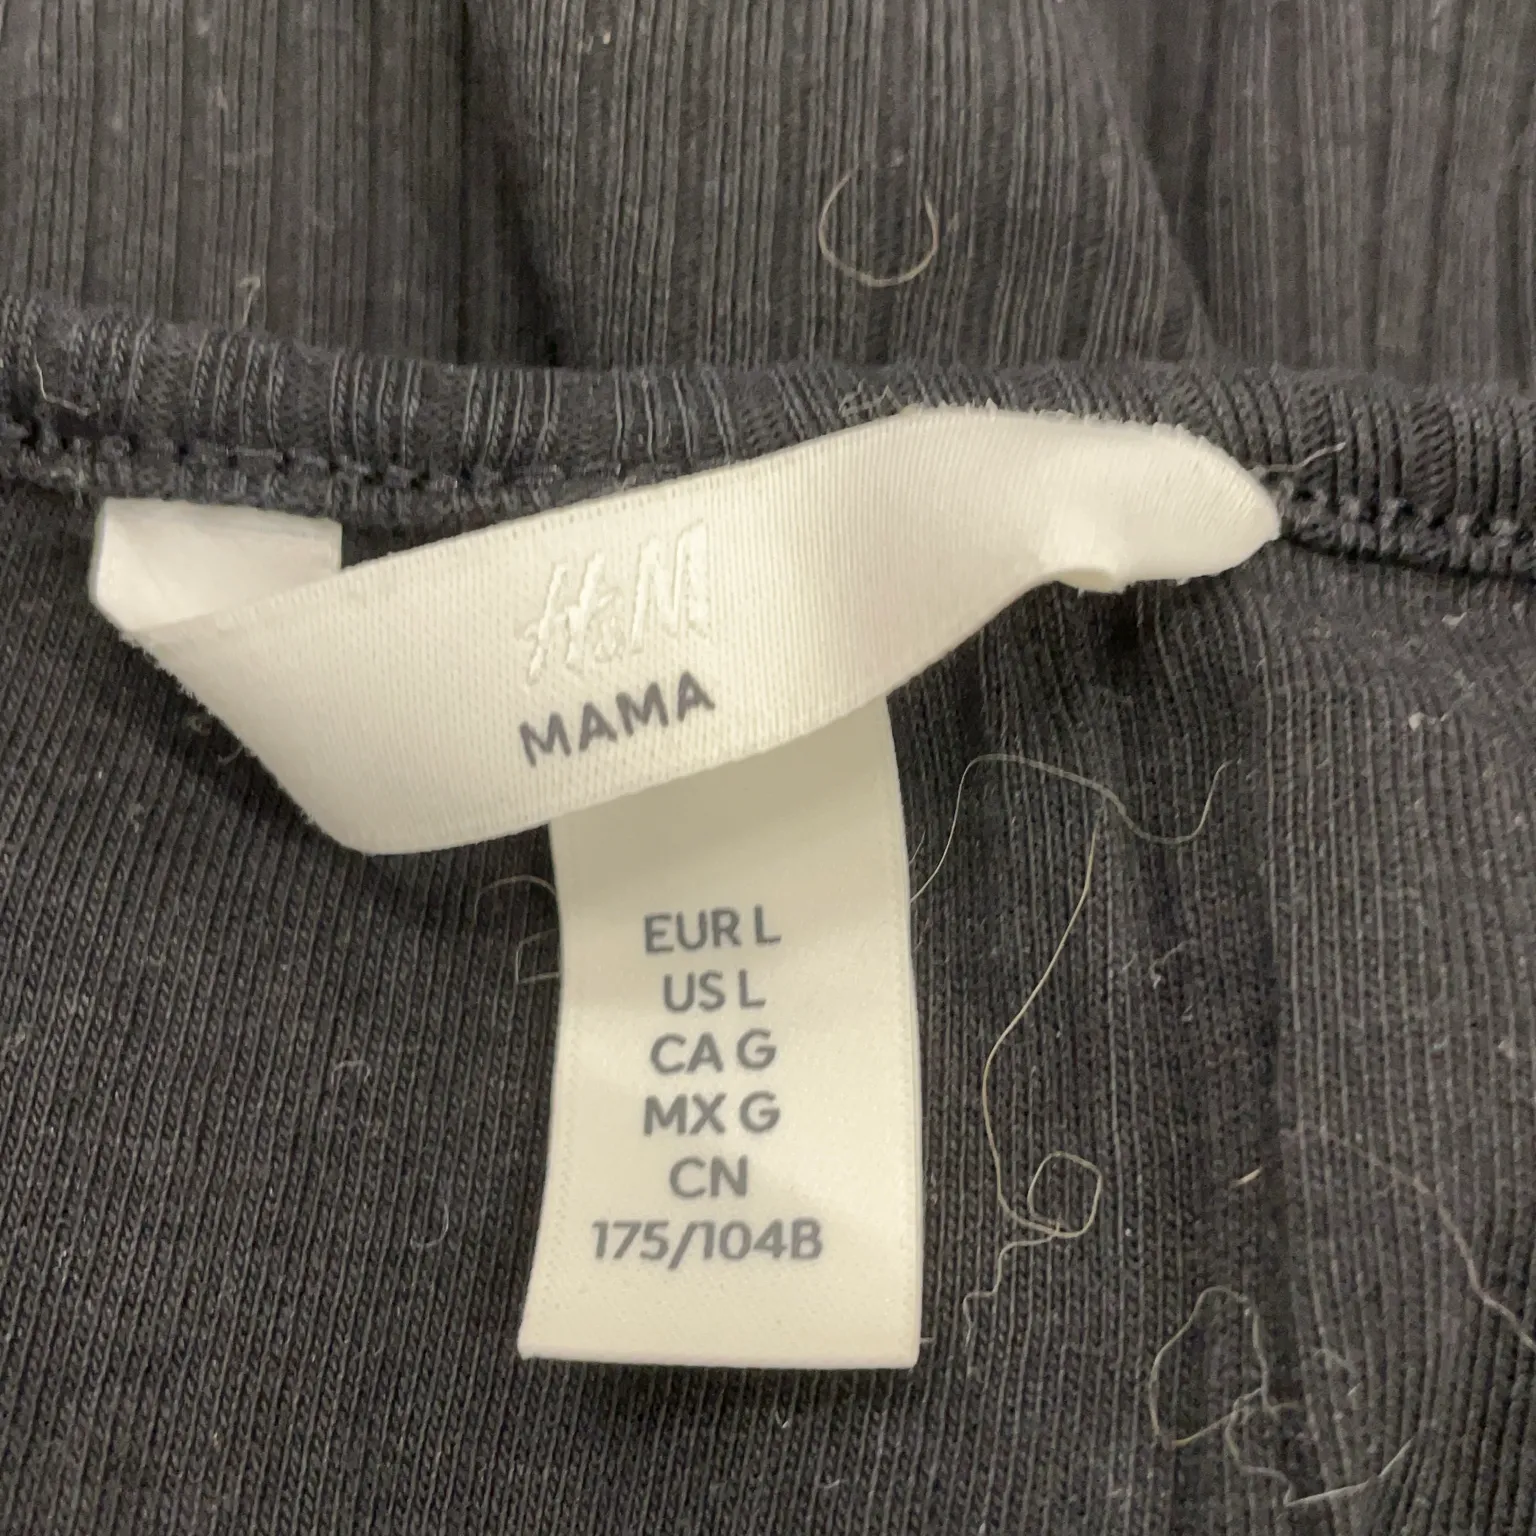 H&M
MAMA
EUR L
US L
CA G
MX G
CN
175/104B